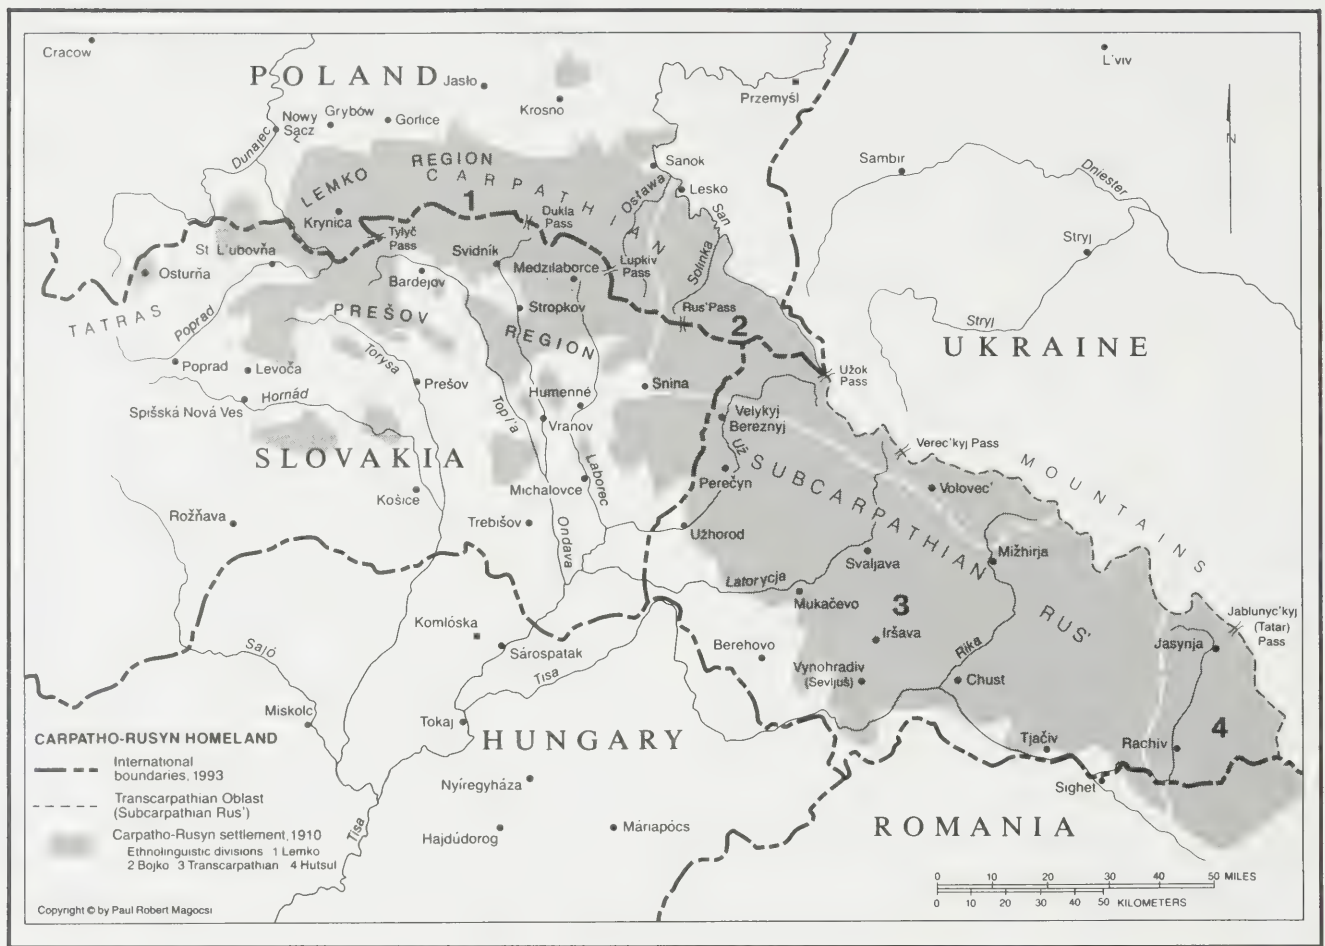 Cracow
L'viv
POLAND
Jasło
Przemyśl
Krosno
Nowy
Sącz
Grybów
Gorlice
Dunajec
N
Sambir
Dniester
Sanok
Lesko
Osława
San
Solinka
LEMKO REGION
CARPATHIAN
1
Krynica
Dukla
Pass
Tylyč
Pass
Stryj
St L'ubovňa
Svidník
Medzilaborce
Lupkiv
Pass
Osturňa
Bardejov
Stropkov
Rus'Pass
2
Stryj
TATRAS
Poprad
PREŠOV
REGION
UKRAINE
Poprad
Levoča
Torysa
Prešov
Snina
Užok
Pass
Hornád
Spišská Nová Ves
Humenné
Topl'a
Vranov
Velykyj
Bereznyj
Už
Verec'kyj Pass
MOUNTAINS
SLOVAKIA
Košice
Michalovce
Laborec
Perečyn
SUBCARPATHIAN
Volovec'
Rožňava
Trebišov
Ondava
Užhorod
Svaljava
Mižhirja
Latorycja
Mukačevo
3
RUS'
Jablunyc'kyj
(Tatar)
Pass
Komlóska
Sárospatak
Berehovo
Iršava
Rika
Jasynja
Sajó
Tisa
Vynohradiv
(Sevljuš)
Chust
Miskolc
Tokaj
HUNGARY
Tjačiv
Rachiv
4
Sighet
Nyíregyháza
Hajdúdorog
Máriapócs
Tisa
ROMANIA
CARPATHO-RUSYN HOMELAND
International
boundaries, 1993
Transcarpathian Oblast
(Subcarpathian Rus')
Carpatho-Rusyn settlement, 1910
Ethnolinguistic divisions 1 Lemko
2 Bojko 3 Transcarpathian 4 Hutsul
0 10 20 30 40 50 MILES
0 10 20 30 40 50 KILOMETERS
Copyright © by Paul Robert Magocsi